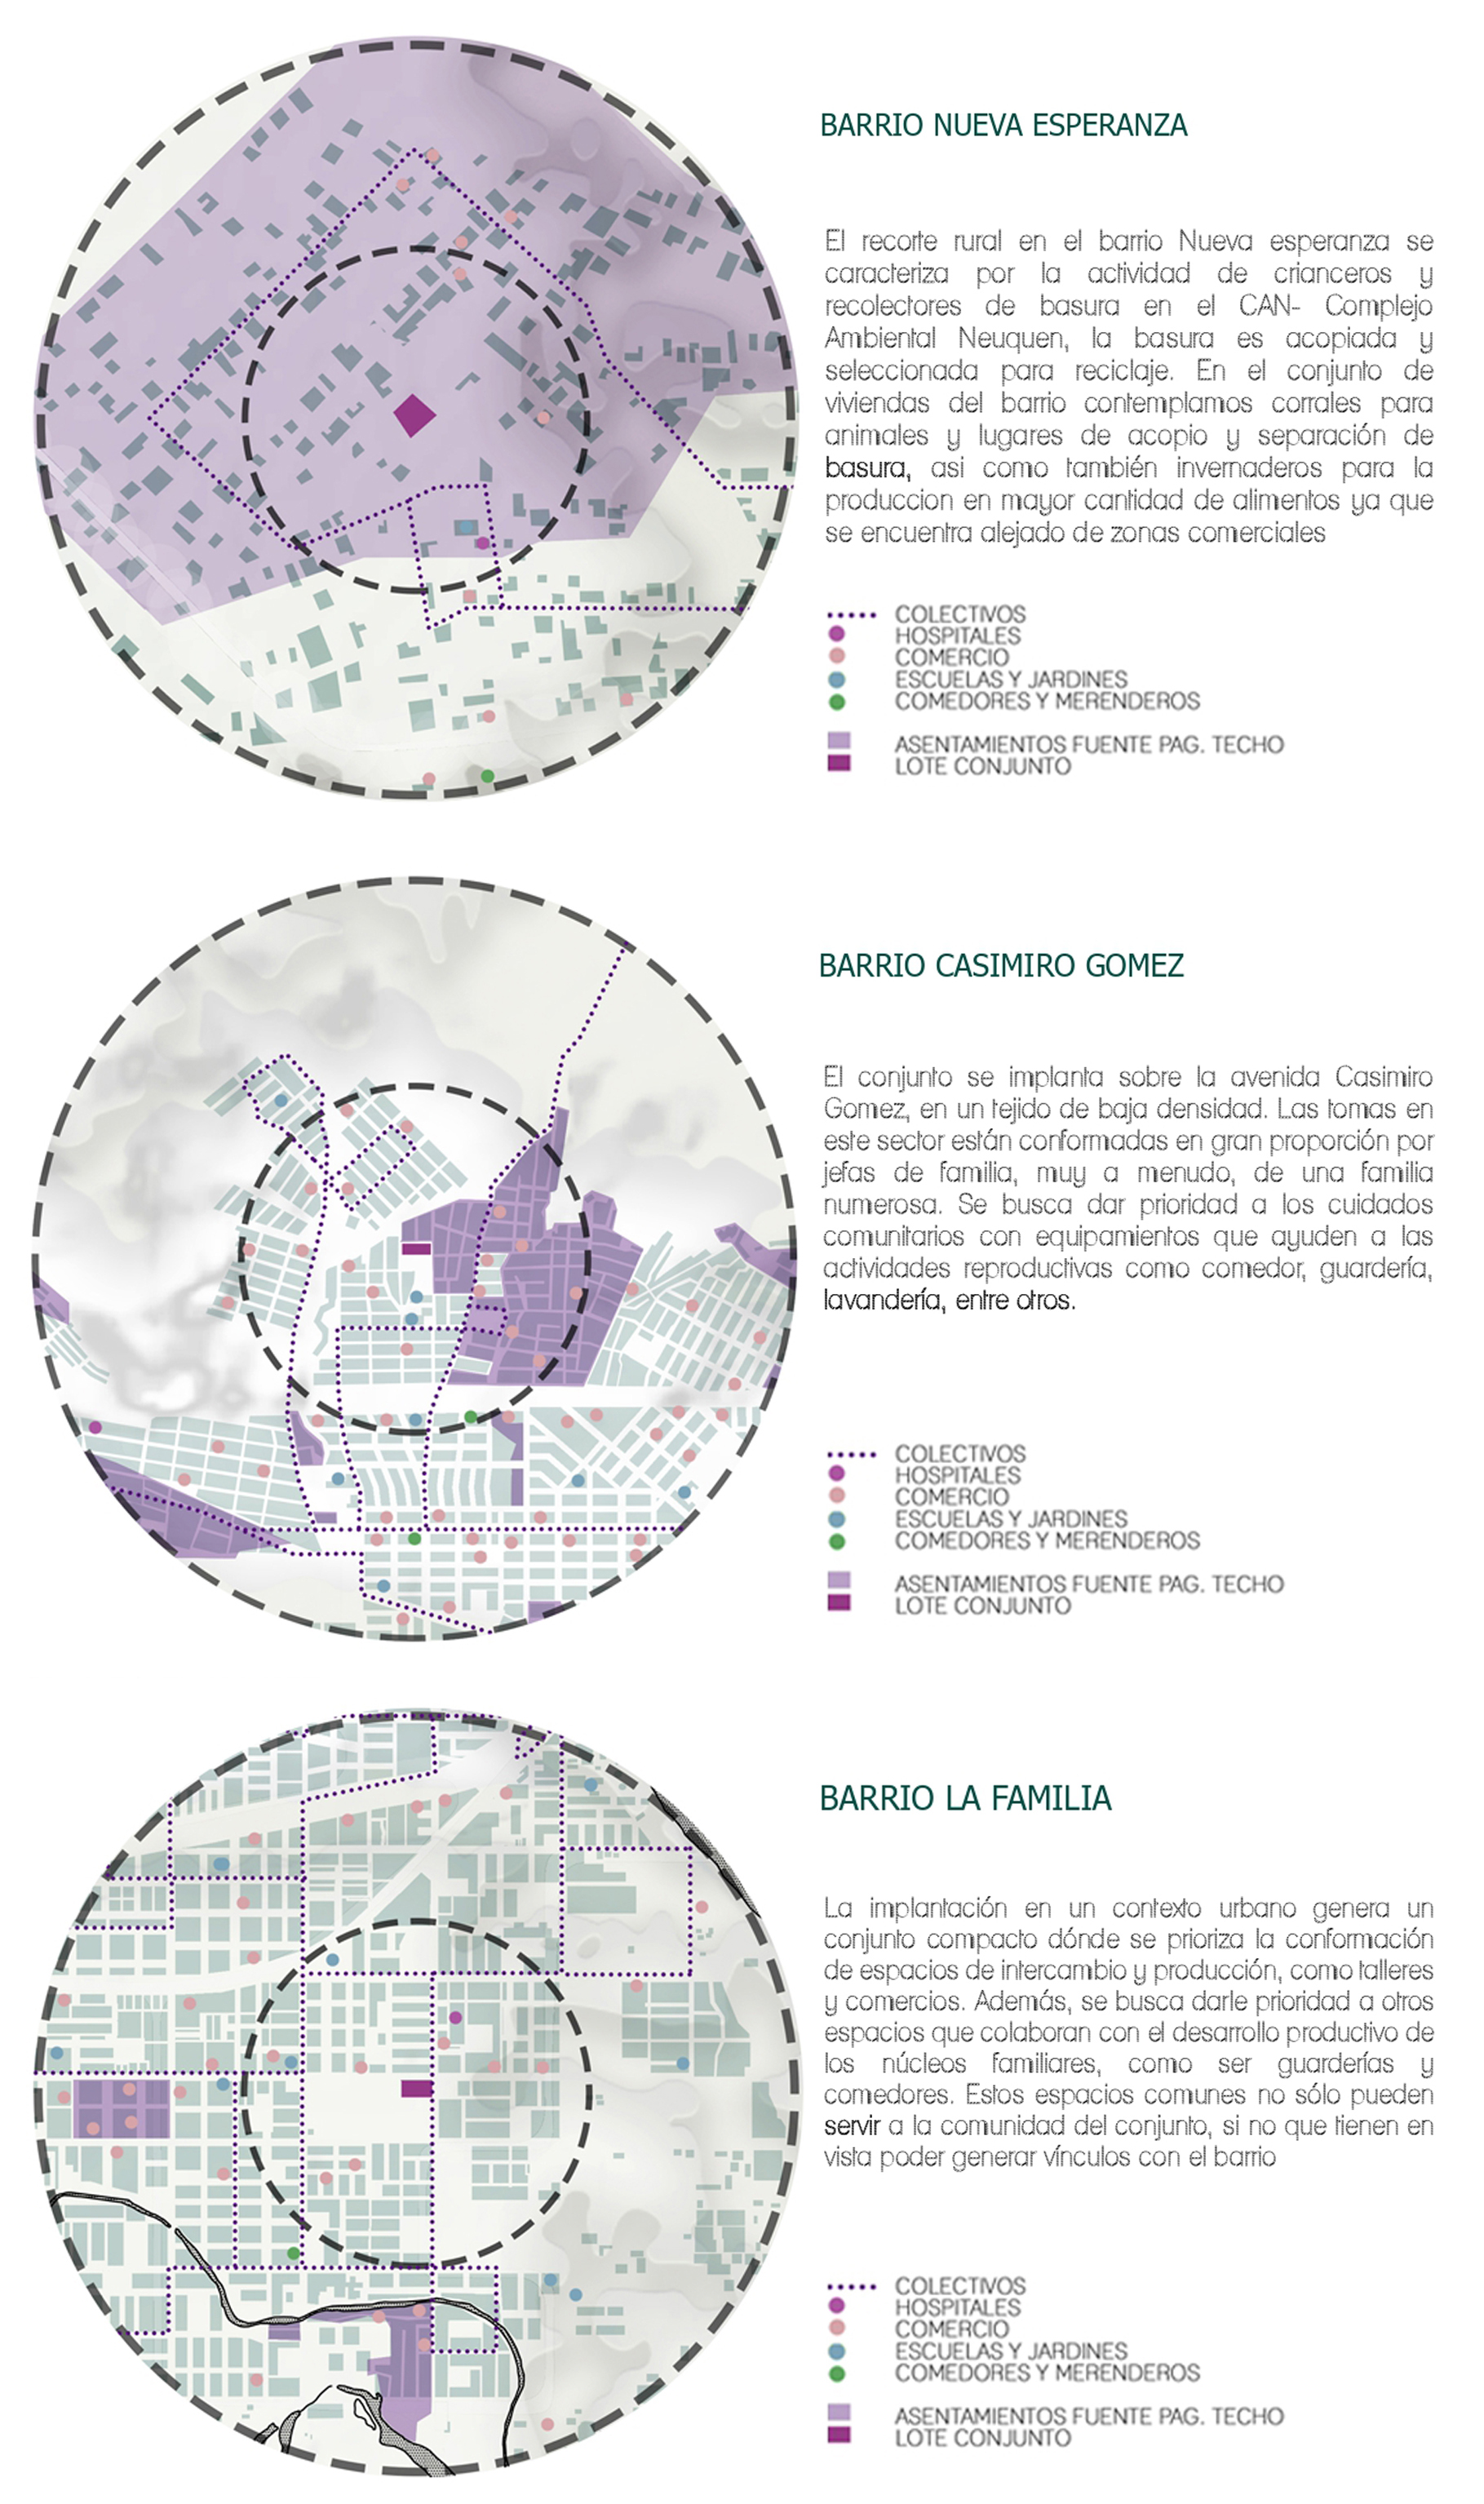 BARRIO NUEVA ESPERANZA
El recorte rural en el barrio Nueva esperanza se
caracteriza por la actividad de crianceros y
recolectores de basura en el CAN- Complejo
Ambiental Neuquen, la basura es acopiada y
seleccionada para reciclaje. En el conjunto de
viviendas del barrio contemplamos corrales para
animales y lugares de acopio y separación de
basura, asi como también invernaderos para la
produccion en mayor cantidad de alimentos ya que
se encuentra alejado de zonas comerciales
COLECTIVOS
HOSPITALES
COMERCIO
ESCUELAS Y JARDINES
COMEDORES Y MERENDEROS
ASENTAMIENTOS FUENTE PAG. TECHO
LOTE CONJUNTO
BARRIO CASIMIRO GOMEZ
El conjunto se implanta sobre la avenida Casimiro
Gomez, en un tejido de baja densidad. Las tomas en
este sector están conformadas en gran proporción por
jefas de familia, muy a menudo, de una familia
numerosa. Se busca dar prioridad a los cuidados
comunitarios con equipamientos que ayuden a las
actividades reproductivas como comedor, guardería,
lavandería, entre otros.
COLECTIVOS
HOSPITALES
COMERCIO
ESCUELAS Y JARDINES
COMEDORES Y MERENDEROS
ASENTAMIENTOS FUENTE PAG. TECHO
LOTE CONJUNTO
BARRIO LA FAMILIA
La implantación en un contexto urbano genera un
conjunto compacto dónde se prioriza la conformación
de espacios de intercambio y producción, como talleres
y comercios. Además, se busca darle prioridad a otros
espacios que colaboran con el desarrollo productivo de
los núcleos familiares, como ser guarderías y
comedores. Estos espacios comunes no sólo pueden
servir a la comunidad del conjunto, si no que tienen en
vista poder generar vínculos con el barrio
COLECTIVOS
HOSPITALES
COMERCIO
ESCUELAS Y JARDINES
COMEDORES Y MERENDEROS
ASENTAMIENTOS FUENTE PAG. TECHO
LOTE CONJUNTO